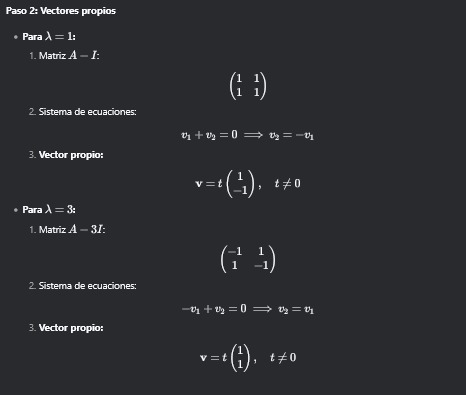 Paso 2: Vectores propios
• Para λ = 1:
1. Matriz A − I:
(1 1
1 1)
2. Sistema de ecuaciones:
v₁ + v₂ = 0 ⟹ v₂ = −v₁
3. Vector propio:
v = t (1
−1), t ≠ 0
• Para λ = 3:
1. Matriz A − 3I:
(−1 1
1 −1)
2. Sistema de ecuaciones:
−v₁ + v₂ = 0 ⟹ v₂ = v₁
3. Vector propio:
v = t (1
1), t ≠ 0